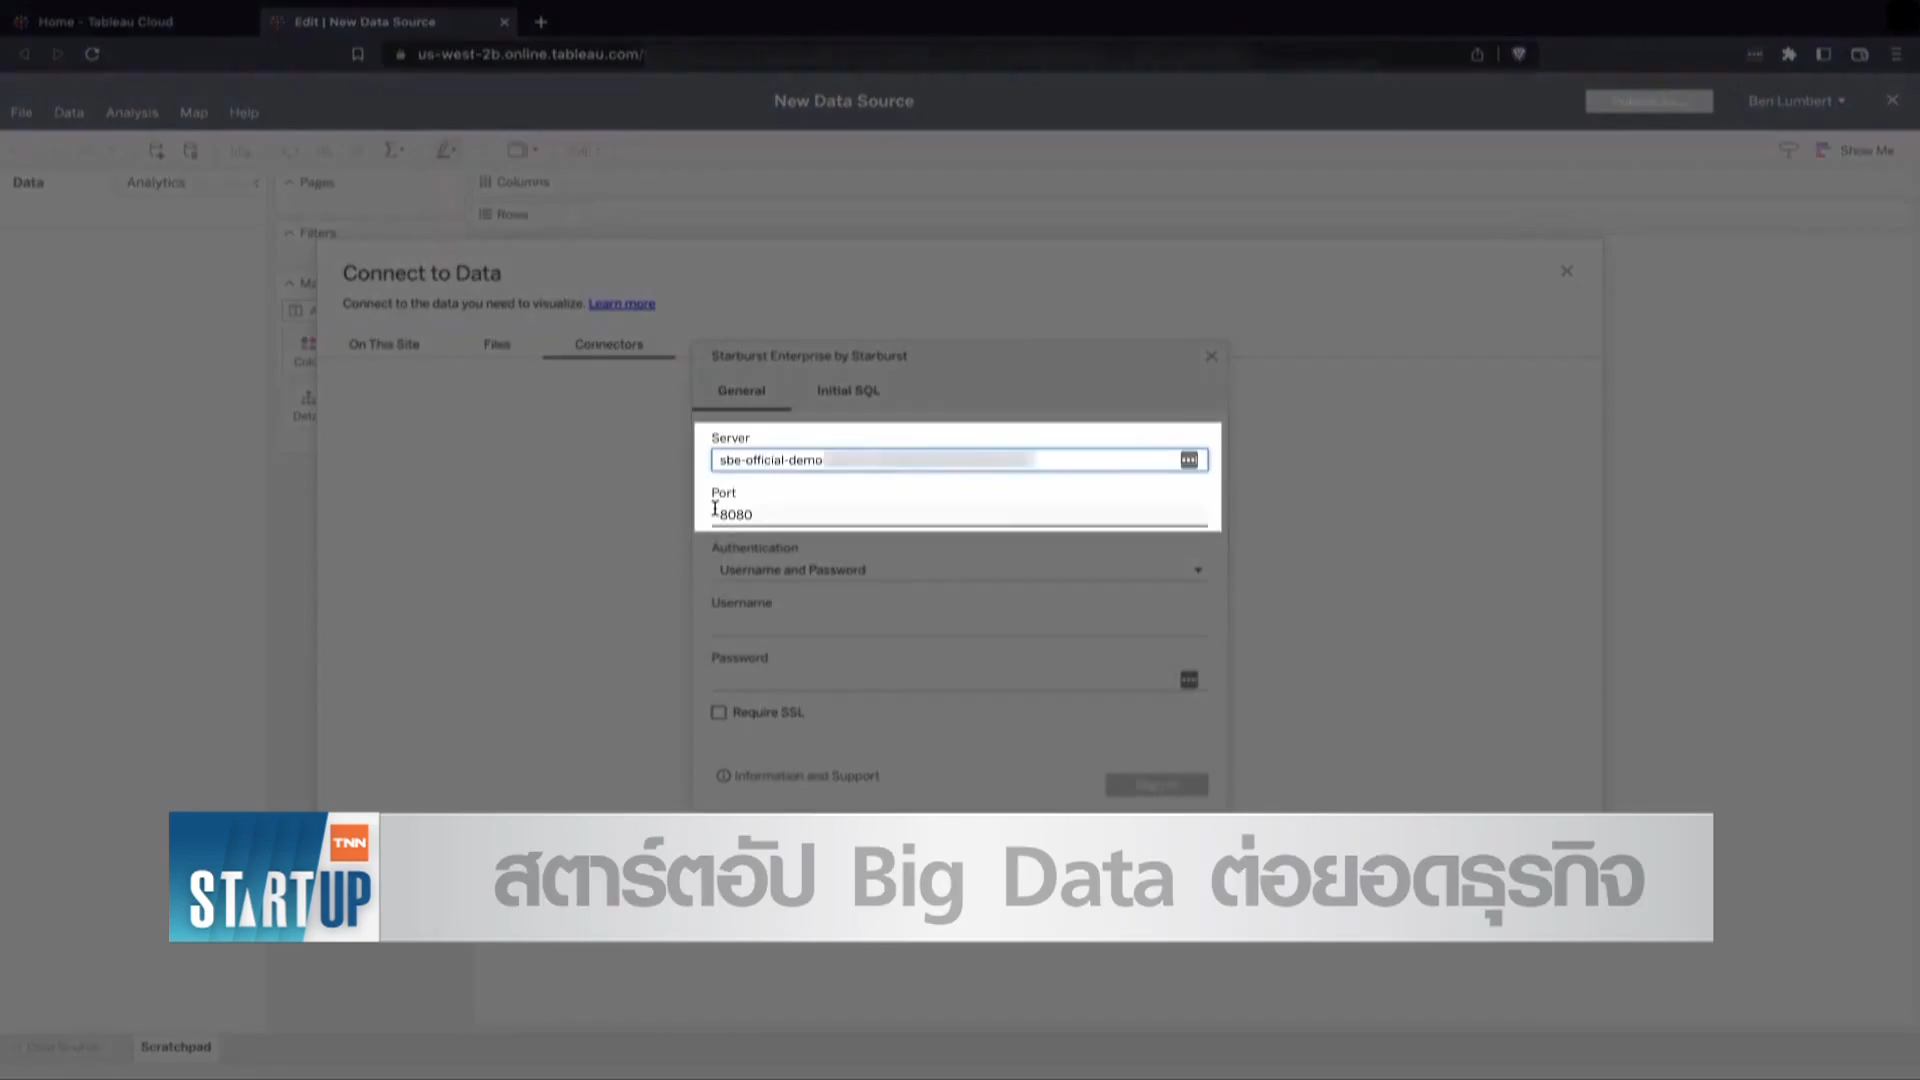 Home - Tableau Cloud
Edit | New Data Source
us-west-2b.online.tableau.com/
New Data Source
Ben Lumbert
File Data Analysis Map Help
Show Me
Data Analytics
Pages
Columns
Rows
Filters
Connect to Data
Connect to the data you need to visualize. Learn more
On This Site Files Connectors
Starburst Enterprise by Starburst
General Initial SQL
Server
sbe-official-demo
Port
8080
Authentication
Username and Password
Username
Password
Require SSL
Information and Support
TNN
STARTUP
สตาร์ตอัป Big Data ต่อยอดธุรกิจ
Data Source
Scratchpad